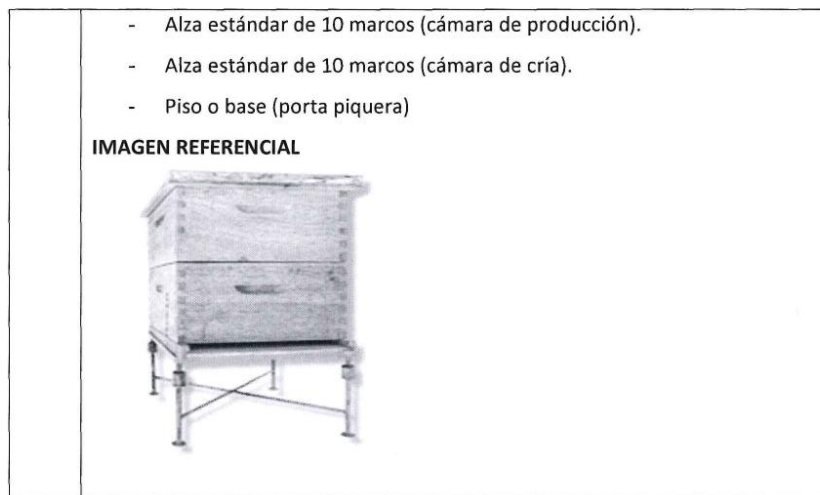 - Alza estándar de 10 marcos (cámara de producción).
- Alza estándar de 10 marcos (cámara de cría).
- Piso o base (porta piquera)
IMAGEN REFERENCIAL